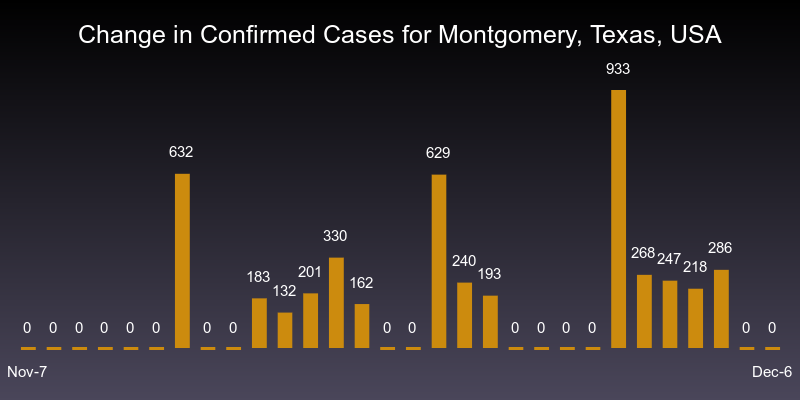 Change in Confirmed Cases for Montgomery, Texas, USA
0 0 0 0 0 0 632 0 0 183 132 201 330 162 0 0 629 240 193 0 0 0 0 933 268 247 218 286 0 0
Nov-7 Dec-6